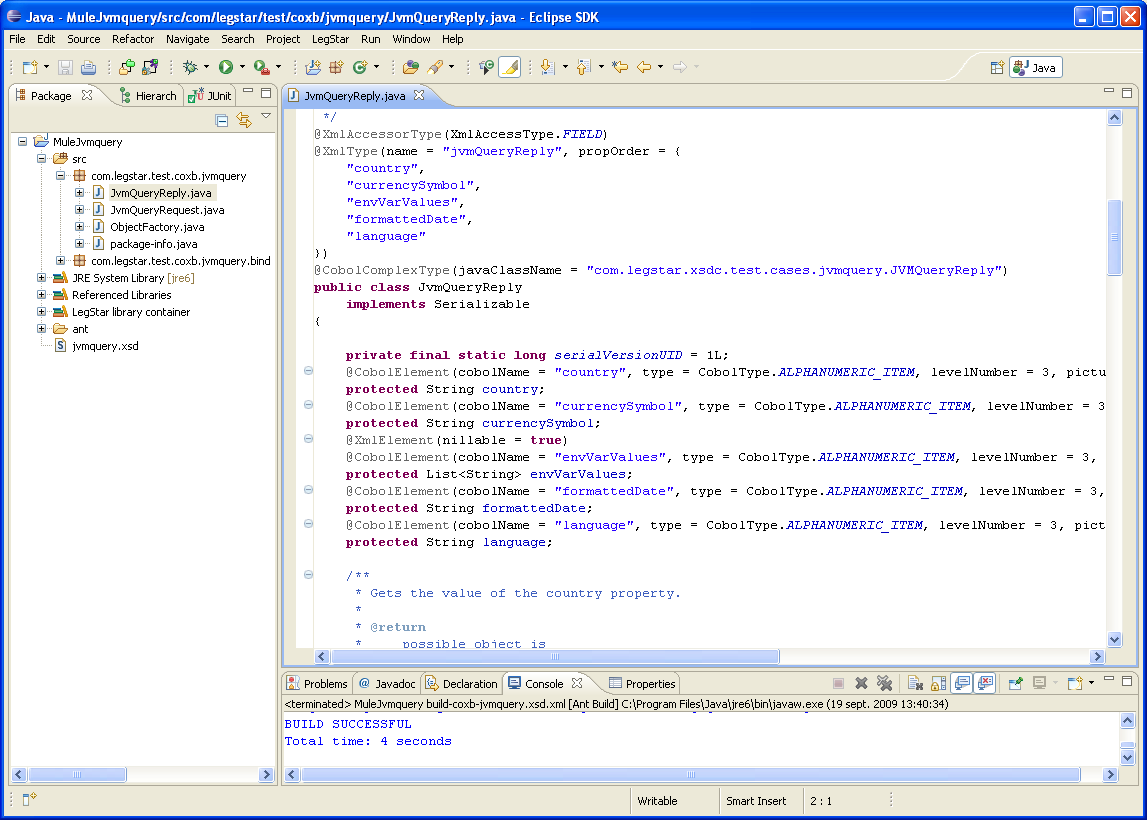 Java - MuleJvmquery/src/com/legstar/test/coxb/jvmquery/JvmQueryReply.java - Eclipse SDK
File Edit Source Refactor Navigate Search Project LegStar Run Window Help
Java
Package Hierarchy JUnit
MuleJvmquery
src
com.legstar.test.coxb.jvmquery
JvmQueryReply.java
JvmQueryRequest.java
ObjectFactory.java
package-info.java
com.legstar.test.coxb.jvmquery.bind
JRE System Library [jre6]
Referenced Libraries
LegStar library container
ant
jvmquery.xsd
JvmQueryReply.java
*/
@XmlAccessorType(XmlAccessType.FIELD)
@XmlType(name = "jvmQueryReply", propOrder = {
"country",
"currencySymbol",
"envVarValues",
"formattedDate",
"language"
})
@CobolComplexType(javaClassName = "com.legstar.xsdc.test.cases.jvmquery.JVMQueryReply")
public class JvmQueryReply
implements Serializable
{
private final static long serialVersionUID = 1L;
@CobolElement(cobolName = "country", type = CobolType.ALPHANUMERIC_ITEM, levelNumber = 3, pictu
protected String country;
@CobolElement(cobolName = "currencySymbol", type = CobolType.ALPHANUMERIC_ITEM, levelNumber = 3
protected String currencySymbol;
@XmlElement(nillable = true)
@CobolElement(cobolName = "envVarValues", type = CobolType.ALPHANUMERIC_ITEM, levelNumber = 3,
protected List<String> envVarValues;
@CobolElement(cobolName = "formattedDate", type = CobolType.ALPHANUMERIC_ITEM, levelNumber = 3,
protected String formattedDate;
@CobolElement(cobolName = "language", type = CobolType.ALPHANUMERIC_ITEM, levelNumber = 3, pict
protected String language;
/**
* Gets the value of the country property.
*
* @return
* possible object is
Problems Javadoc Declaration Console Properties
<terminated> MuleJvmquery build-coxb-jvmquery.xsd.xml [Ant Build] C:\Program Files\Java\jre6\bin\javaw.exe (19 sept. 2009 13:40:34)
BUILD SUCCESSFUL
Total time: 4 seconds
Writable Smart Insert 2 : 1